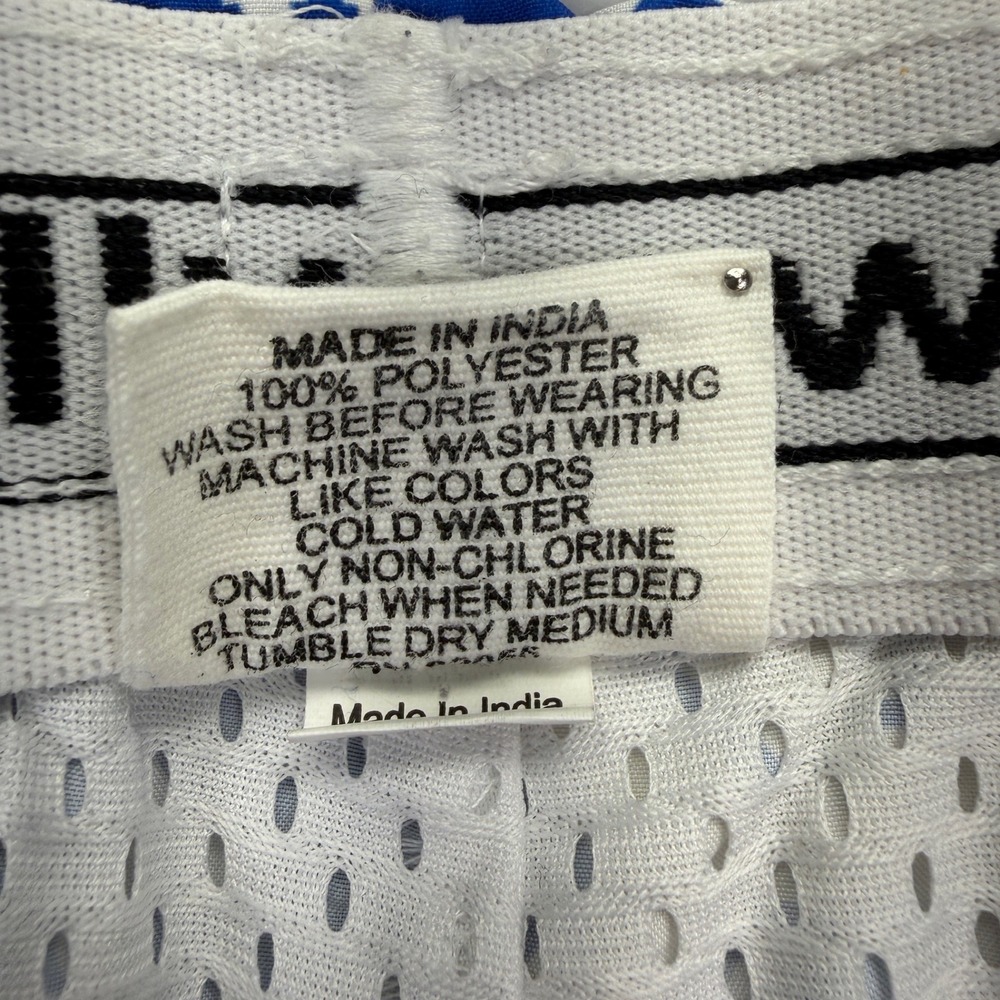 MADE IN INDIA
100% POLYESTER
WASH BEFORE WEARING
MACHINE WASH WITH
LIKE COLORS
COLD WATER
ONLY NON-CHLORINE
BLEACH WHEN NEEDED
TUMBLE DRY MEDIUM
Made In India